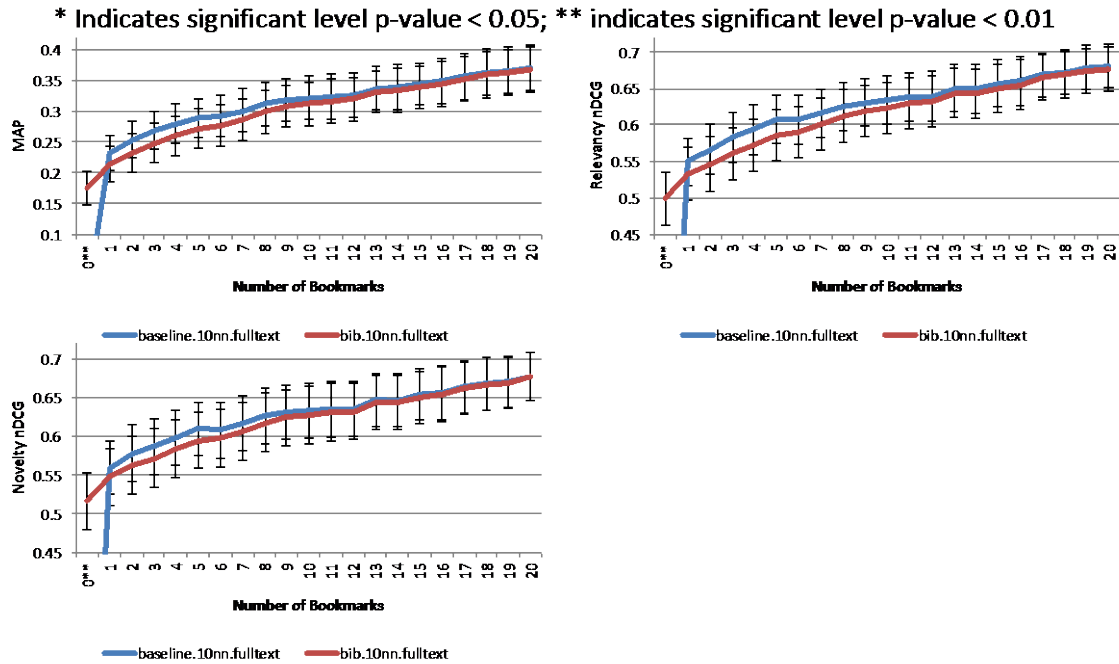 * Indicates significant level p-value < 0.05; ** indicates significant level p-value < 0.01
0.4
0.35
0.3
0.25
0.2
0.15
0.1
MAP
0** 1 2 3 4 5 6 7 8 9 10 11 12 13 14 15 16 17 18 19 20
Number of Bookmarks
baseline.10nn.fulltext bib.10nn.fulltext
0.7
0.65
0.6
0.55
0.5
0.45
Relevancy nDCG
0** 1 2 3 4 5 6 7 8 9 10 11 12 13 14 15 16 17 18 19 20
Number of Bookmarks
baseline.10nn.fulltext bib.10nn.fulltext
0.7
0.65
0.6
0.55
0.5
0.45
Novelty nDCG
0** 1 2 3 4 5 6 7 8 9 10 11 12 13 14 15 16 17 18 19 20
Number of Bookmarks
baseline.10nn.fulltext bib.10nn.fulltext